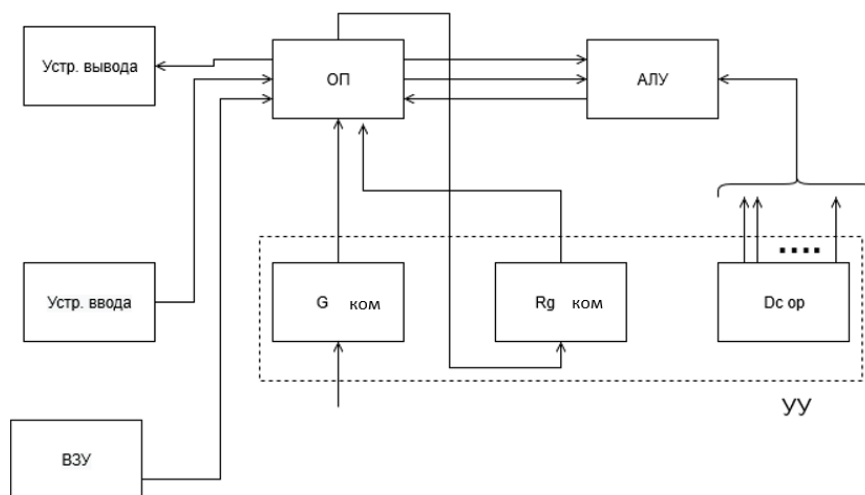 Устр. вывода
ОП
АЛУ
Устр. ввода
G ком
Rg ком
Dc op
УУ
ВЗУ